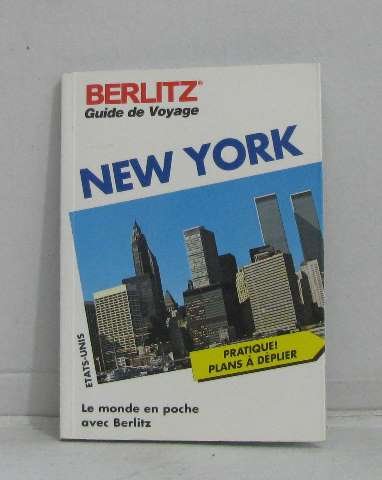 BERLITZ®
Guide de Voyage
NEW YORK
ETATS-UNIS
PRATIQUE!
PLANS À DÉPLIER
Le monde en poche
avec Berlitz